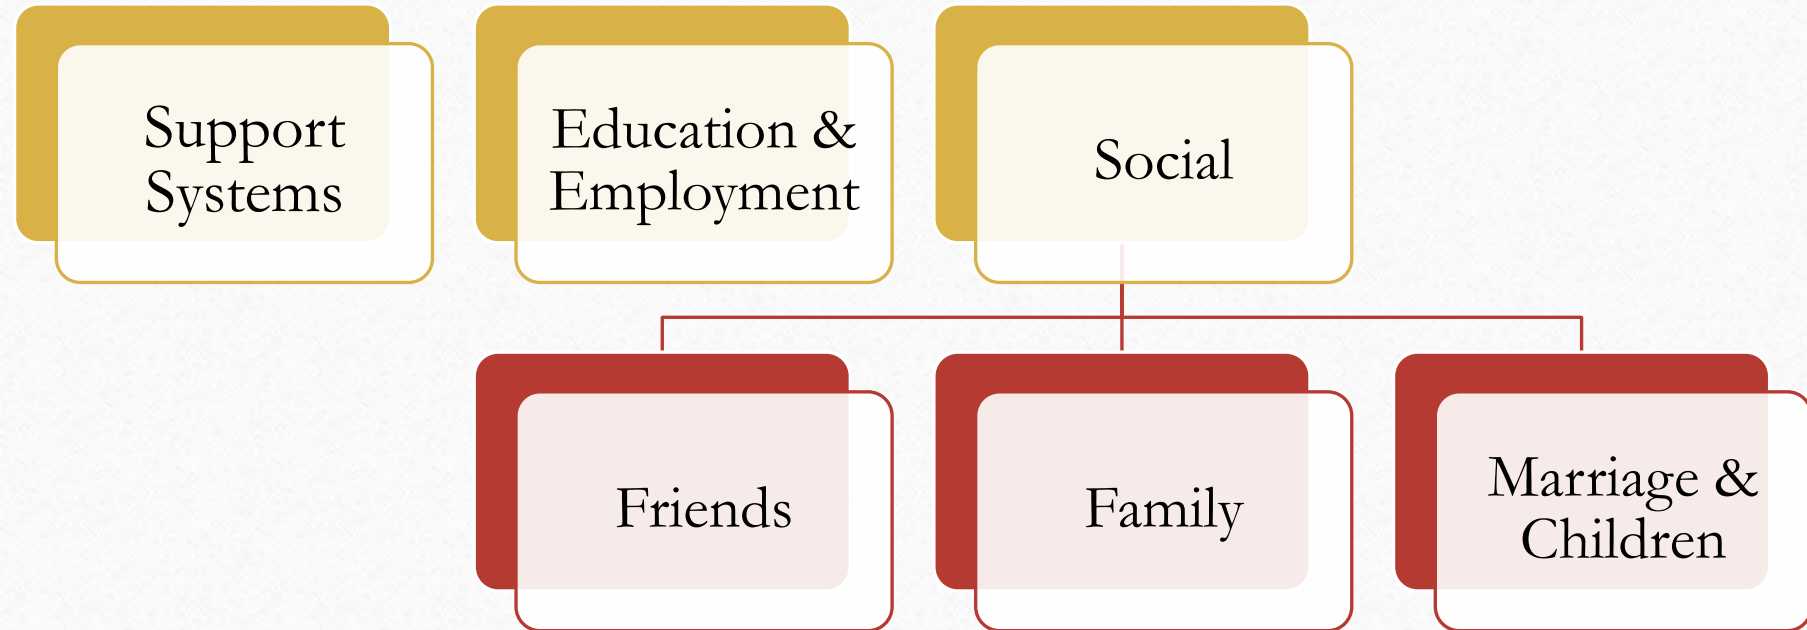 Support
Systems
Education &
Employment
Social
Friends
Family
Marriage &
Children